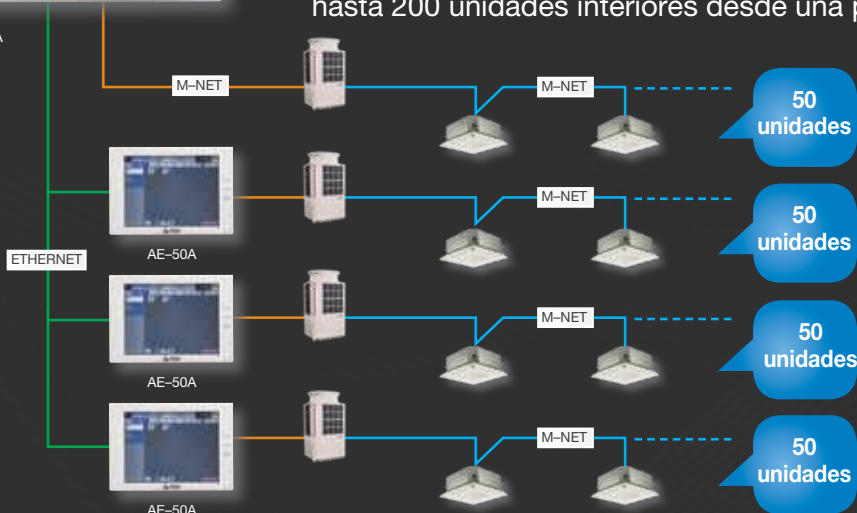 hasta 200 unidades interiores desde una
M–NET
M–NET
50
unidades
AE–50A
M–NET
50
unidades
ETHERNET
AE–50A
M–NET
50
unidades
AE–50A
M–NET
50
unidades